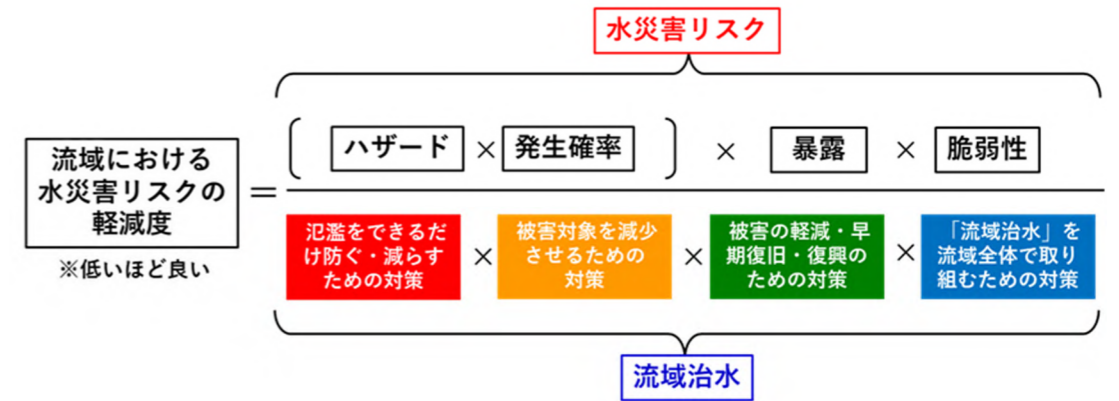 水災害リスク
流域における
水災害リスクの
軽減度
※低いほど良い
=
( ハザード × 発生確率 ) × 暴露 × 脆弱性
氾濫をできるだ
け防ぐ・減らす
ための対策
×
被害対象を減少
させるための
対策
×
被害の軽減・早
期復旧・復興の
ための対策
×
「流域治水」を
流域全体で取り
組むための対策
流域治水